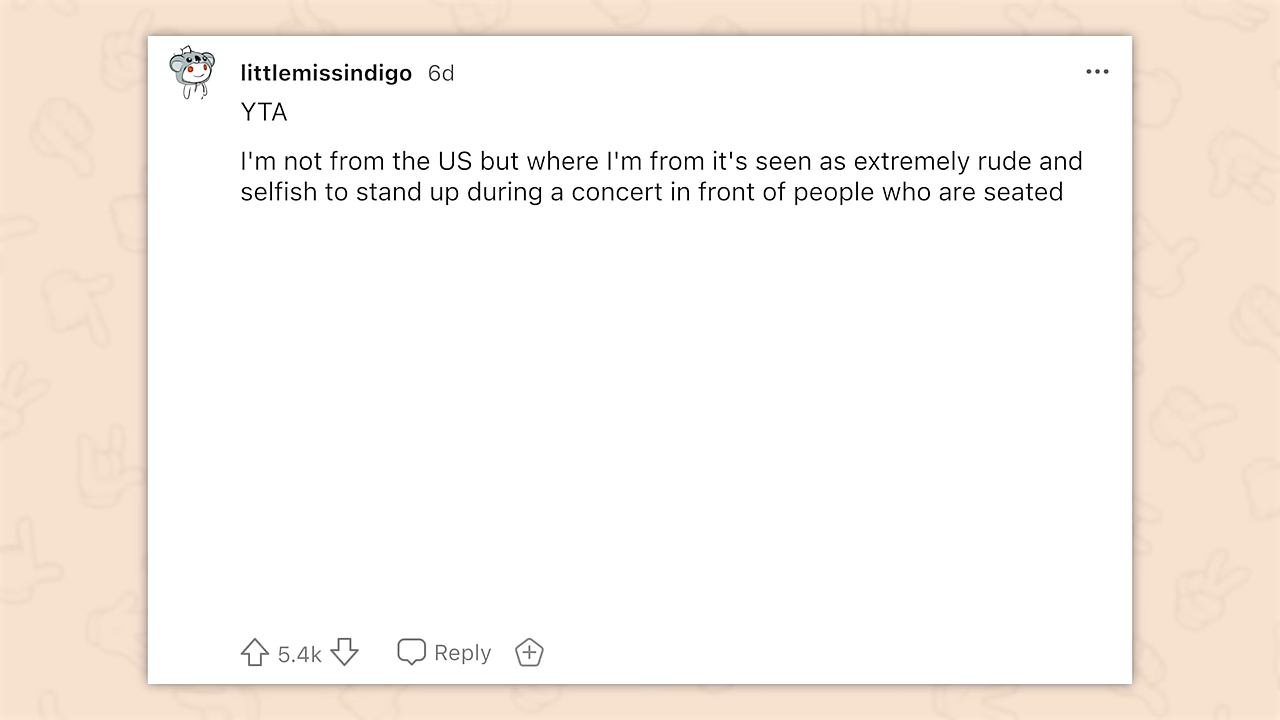 littlemissindigo 6d
YTA
I'm not from the US but where I'm from it's seen as extremely rude and
selfish to stand up during a concert in front of people who are seated
5.4k Reply